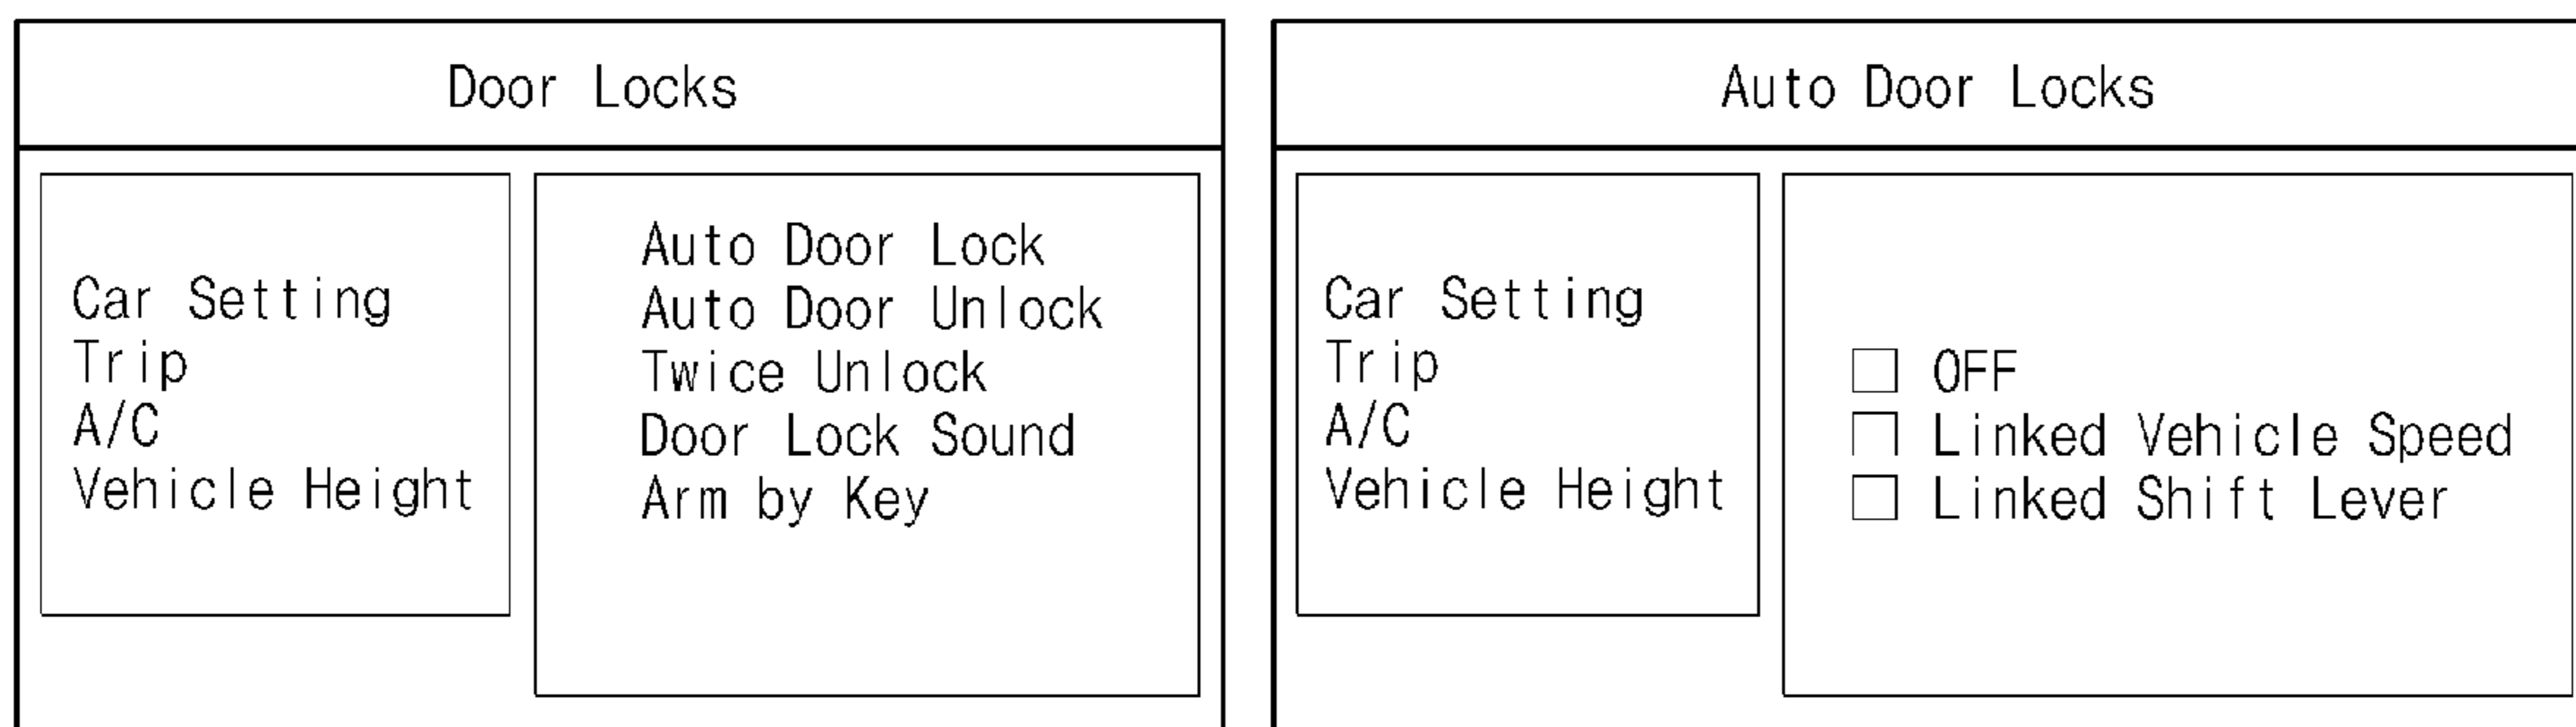 Door Locks
Car Setting
Trip
A/C
Vehicle Height
Auto Door Lock
Auto Door Unlock
Twice Unlock
Door Lock Sound
Arm by Key
Auto Door Locks
Car Setting
Trip
A/C
Vehicle Height
OFF
Linked Vehicle Speed
Linked Shift Lever